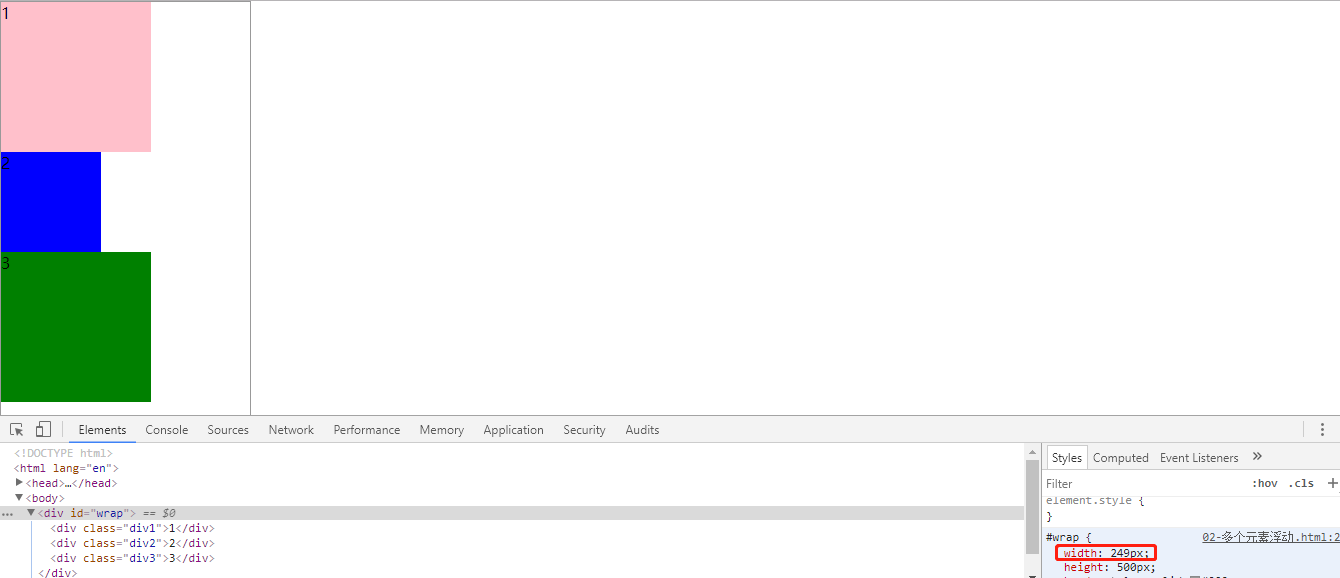 1
2
3
Elements Console Sources Network Performance Memory Application Security Audits
<!DOCTYPE html>
<html lang="en">
<head>…</head>
<body>
<div id="wrap"> == $0
<div class="div1">1</div>
<div class="div2">2</div>
<div class="div3">3</div>
</div>
Styles Computed Event Listeners »
Filter :hov .cls +
element.style {
}
#wrap { 02-多个元素浮动.html:2
width: 249px;
height: 500px;